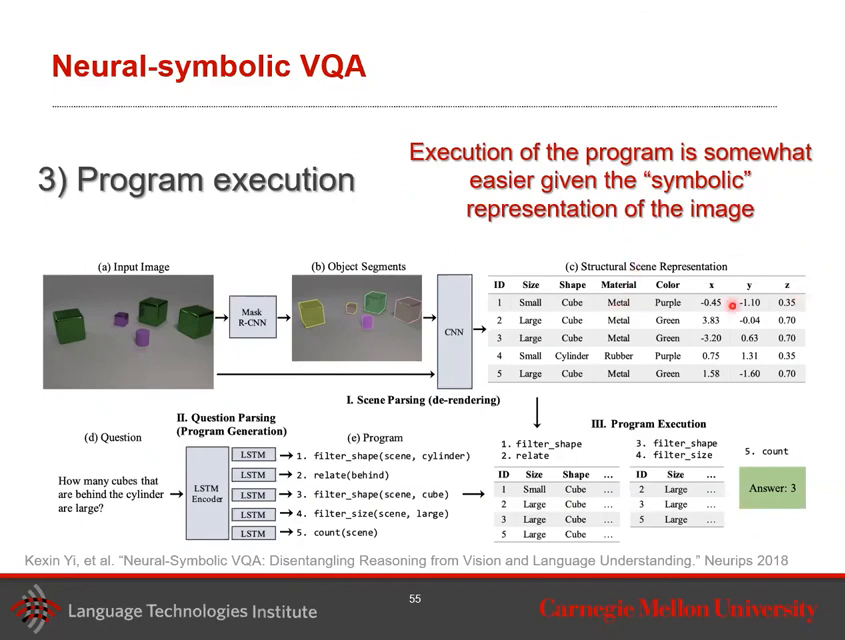 Neural-symbolic VQA
3) Program execution
Execution of the program is somewhat
easier given the “symbolic”
representation of the image
(a) Input Image
(b) Object Segments
(c) Structural Scene Representation
Mask
R-CNN
CNN
ID Size Shape Material Color x y z
1 Small Cube Metal Purple -0.45 -1.10 0.35
2 Large Cube Metal Green 3.83 -0.04 0.70
3 Large Cube Metal Green -3.20 0.63 0.70
4 Small Cylinder Rubber Purple 0.75 1.31 0.35
5 Large Cube Metal Green 1.58 -1.60 0.70
I. Scene Parsing (de-rendering)
II. Question Parsing
(Program Generation)
III. Program Execution
(d) Question
How many cubes that
are behind the cylinder
are large?
LSTM
Encoder
(e) Program
LSTM 1. filter_shape(scene, cylinder)
LSTM 2. relate(behind)
LSTM 3. filter_shape(scene, cube)
LSTM 4. filter_size(scene, large)
LSTM 5. count(scene)
1. filter_shape
2. relate
ID Size Shape ...
1 Small Cube ...
2 Large Cube ...
3 Large Cube ...
5 Large Cube ...
3. filter_shape
4. filter_size
ID Size ...
2 Large ...
3 Large ...
5 Large ...
5. count
Answer: 3
Kexin Yi, et al. “Neural-Symbolic VQA: Disentangling Reasoning from Vision and Language Understanding.” Neurips 2018
Language Technologies Institute
55
Carnegie Mellon University